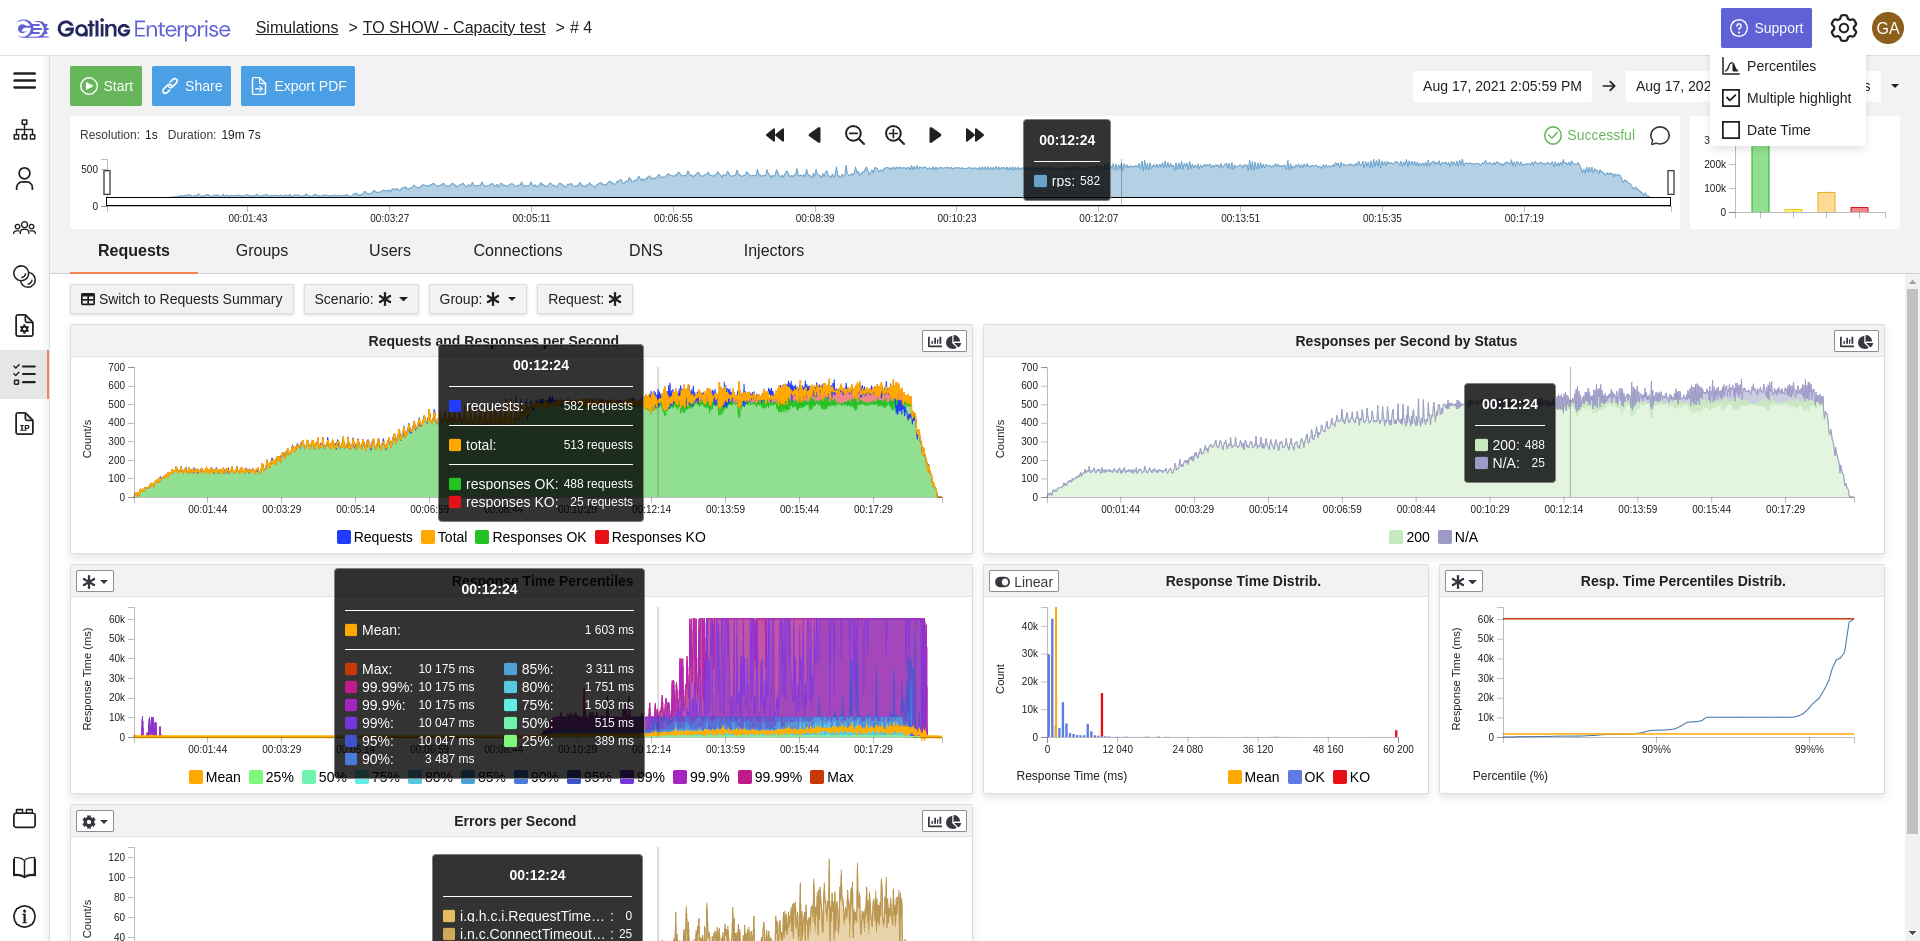 Gatling Enterprise
Simulations > TO SHOW - Capacity test > # 4
Support
GA
Start
Share
Export PDF
Aug 17, 2021 2:05:59 PM
Aug 17, 202
s
Percentiles
Multiple highlight
Date Time
Resolution: 1s Duration: 19m 7s
Successful
500
0
00:01:43 00:03:27 00:05:11 00:06:55 00:08:39 00:10:23 00:12:07 00:13:51 00:15:35 00:17:19
00:12:24
rps: 582
3
200k
100k
0
Requests Groups Users Connections DNS Injectors
Switch to Requests Summary
Scenario:
Group:
Request:
Requests and Responses per Second
Count/s
700
600
500
400
300
200
100
0
00:01:44 00:03:29 00:05:14 00:06:59 00:08:44 00:10:29 00:12:14 00:13:59 00:15:44 00:17:29
00:12:24
requests: 582 requests
total: 513 requests
responses OK: 488 requests
responses KO: 25 requests
Requests Total Responses OK Responses KO
Responses per Second by Status
Count/s
700
600
500
400
300
200
100
0
00:01:44 00:03:29 00:05:14 00:06:59 00:08:44 00:10:29 00:12:14 00:13:59 00:15:44 00:17:29
00:12:24
200: 488
N/A: 25
200 N/A
Response Time Percentiles
Response Time (ms)
60k
50k
40k
30k
20k
10k
0
00:01:44 00:03:29 00:05:14 00:06:59 00:08:44 00:10:29 00:12:14 00:13:59 00:15:44 00:17:29
00:12:24
Mean: 1 603 ms
Max: 10 175 ms 85%: 3 311 ms
99.99%: 10 175 ms 80%: 1 751 ms
99.9%: 10 175 ms 75%: 1 503 ms
99%: 10 047 ms 50%: 515 ms
95%: 10 047 ms 25%: 389 ms
90%: 3 487 ms
Mean 25% 50% 75% 80% 85% 90% 95% 99% 99.9% 99.99% Max
Linear
Response Time Distrib.
Count
40k
30k
20k
10k
0
0 12 040 24 080 36 120 48 160 60 200
Response Time (ms)
Mean OK KO
Resp. Time Percentiles Distrib.
Response Time (ms)
60k
50k
40k
30k
20k
10k
0
90%% 99%%
Percentile (%)
Errors per Second
Count/s
120
100
80
60
40
00:12:24
i.g.h.c.i.RequestTime... : 0
i.n.c.ConnectTimeout... : 25
IP